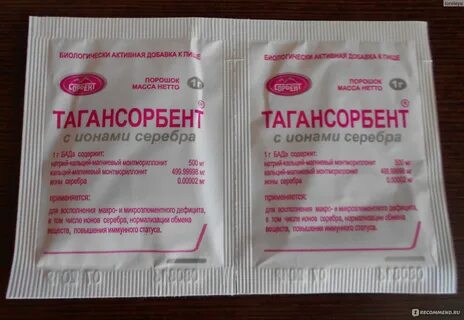 БИОЛОГИЧЕСКИ АКТИВНАЯ ДОБАВКА К ПИЩЕ
СОРБЕНТ
ПОРОШОК
МАССА НЕТТО
1г
ТАГАНСОРБЕНТ®
с ионами серебра
1 г БАДа содержит:
натрий-кальций-магниевый монтмориллонит 500 мг
кальций-магниевый монтмориллонит 499.99998 мг
ионы серебра 0.00002 мг
ПРИМЕНЯЕТСЯ:
для восполнения макро- и микроэлементного дефицита,
в том числе ионов серебра, нормализации обмена
веществ, повышения иммунного статуса.
БИОЛОГИЧЕСКИ АКТИВНАЯ ДОБАВКА К ПИЩЕ
СОРБЕНТ
ПОРОШОК
МАССА НЕТТО
1г
ТАГАНСОРБЕНТ®
с ионами серебра
1 г БАДа содержит:
натрий-кальций-магниевый монтмориллонит 500 мг
кальций-магниевый монтмориллонит 499.99998 мг
ионы серебра 0.00002 мг
ПРИМЕНЯЕТСЯ:
для восполнения макро- и микроэлементного дефицита,
в том числе ионов серебра, нормализации обмена
веществ, повышения иммунного статуса.
IRECOMMEND.RU